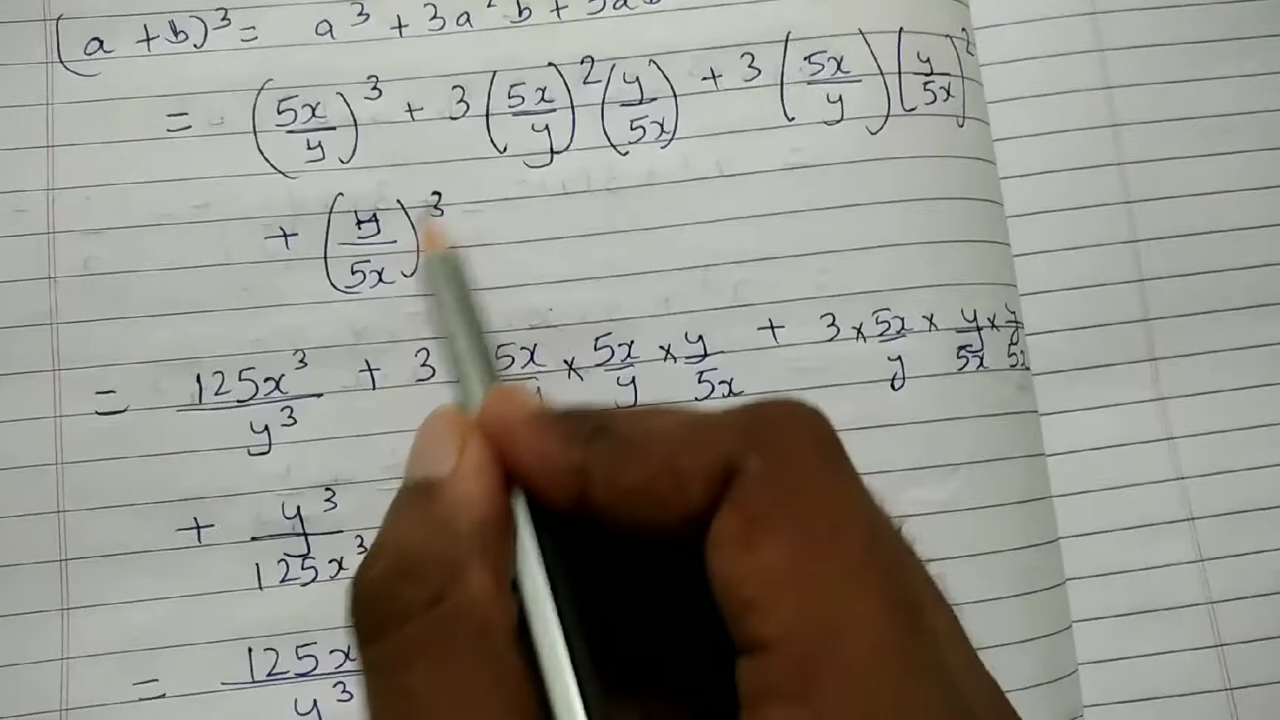 (a + b)³ = a³ + 3a²b + 3ab
= (5x/y)³ + 3(5x/y)²(y/5x) + 3(5x/y)(y/5x)²
+ (y/5x)³
= 125x³/y³ + 3 5x × 5x/y × y/5x + 3 × 5x/y × y/5x × y/5x
+ y³/125x³
= 125x/y³